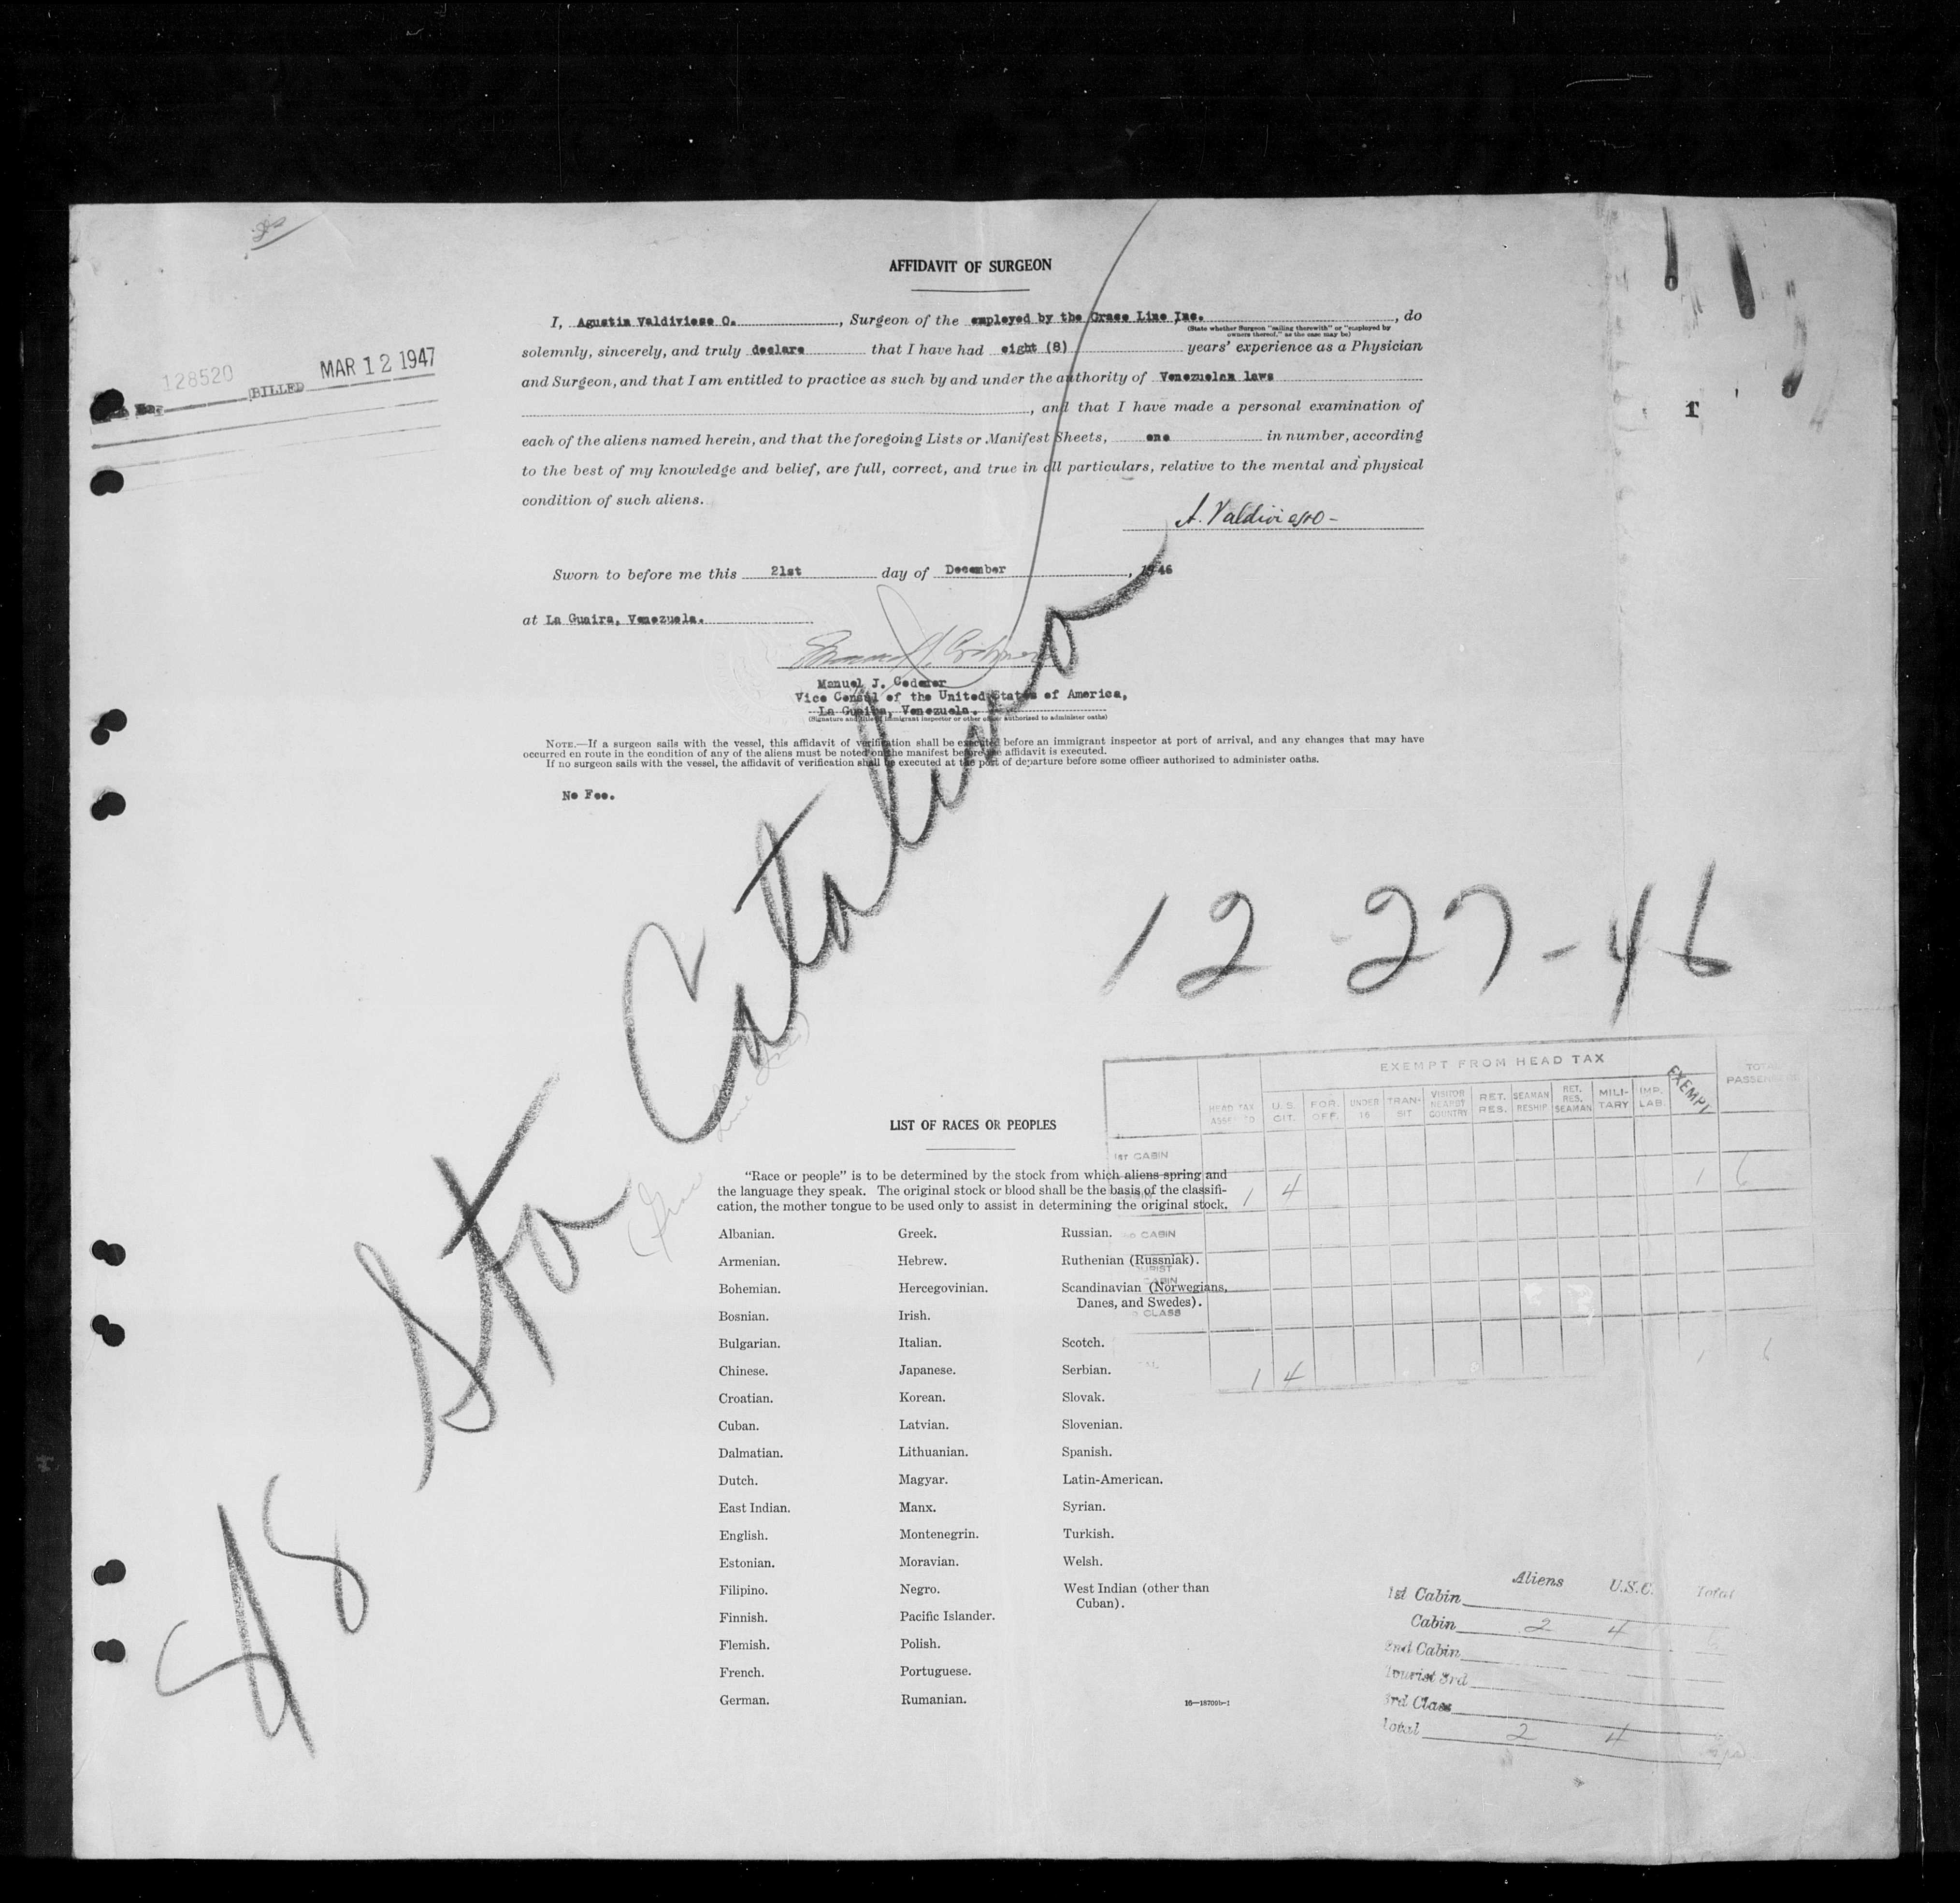 AFFIDAVIT OF SURGEON
I, Agustin Valdivieso O. , Surgeon of the employed by the Grace Line Inc. , do
(State whether Surgeon "sailing therewith" or "employed by
owners thereof," as the case may be)
solemnly, sincerely, and truly declare that I have had eight (8) years' experience as a Physician
and Surgeon, and that I am entitled to practice as such by and under the authority of Venezuelan laws
, and that I have made a personal examination of
each of the aliens named herein, and that the foregoing Lists or Manifest Sheets, one in number, according
to the best of my knowledge and belief, are full, correct, and true in all particulars, relative to the mental and physical
condition of such aliens.
A. Valdivieso-
128520
BILLED MAR 12 1947
Sworn to before me this 21st day of December , 1946
at La Guaira, Venezuela.
Manuel J. Codener
Vice Consul of the United States of America,
La Guaira, Venezuela.
(Signature and title of immigrant inspector or other officer authorized to administer oaths)
NOTE.—If a surgeon sails with the vessel, this affidavit of verification shall be executed before an immigrant inspector at port of arrival, and any changes that may have
occurred en route in the condition of any of the aliens must be noted on the manifest before the affidavit is executed.
If no surgeon sails with the vessel, the affidavit of verification shall be executed at the port of departure before some officer authorized to administer oaths.
No Fee.
Sta Catalina
12 - 27 - 46
48
EXEMPT FROM HEAD TAX
HEAD TAX ASSESSED TO
U.S. CIT.
FOR. OFF.
UNDER 16
TRAN-SIT
VISITOR NEAREST COUNTRY
RET. RES.
SEAMAN RESHIP.
RET. RES. SEAMAN
MILI-TARY
IMP. LAB.
EXEMPT
TOTAL PASSENGERS
1ST CABIN
CABIN 1 4 1 6
2D CABIN
TOURIST CABIN
CLASS
1 4 1 6
LIST OF RACES OR PEOPLES
"Race or people" is to be determined by the stock from which aliens spring and
the language they speak. The original stock or blood shall be the basis of the classifi-
cation, the mother tongue to be used only to assist in determining the original stock.
Albanian.
Armenian.
Bohemian.
Bosnian.
Bulgarian.
Chinese.
Croatian.
Cuban.
Dalmatian.
Dutch.
East Indian.
English.
Estonian.
Filipino.
Finnish.
Flemish.
French.
German.
Greek.
Hebrew.
Hercegovinian.
Irish.
Italian.
Japanese.
Korean.
Latvian.
Lithuanian.
Magyar.
Manx.
Montenegrin.
Moravian.
Negro.
Pacific Islander.
Polish.
Portuguese.
Rumanian.
Russian.
Ruthenian (Russniak).
Scandinavian (Norwegians,
Danes, and Swedes).
Scotch.
Serbian.
Slovak.
Slovenian.
Spanish.
Latin-American.
Syrian.
Turkish.
Welsh.
West Indian (other than
Cuban).
16—18709b-1
Aliens U.S.C. Total
1st Cabin
Cabin 2 4 6
2nd Cabin
Tourist 3rd
3rd Class
Total 2 4